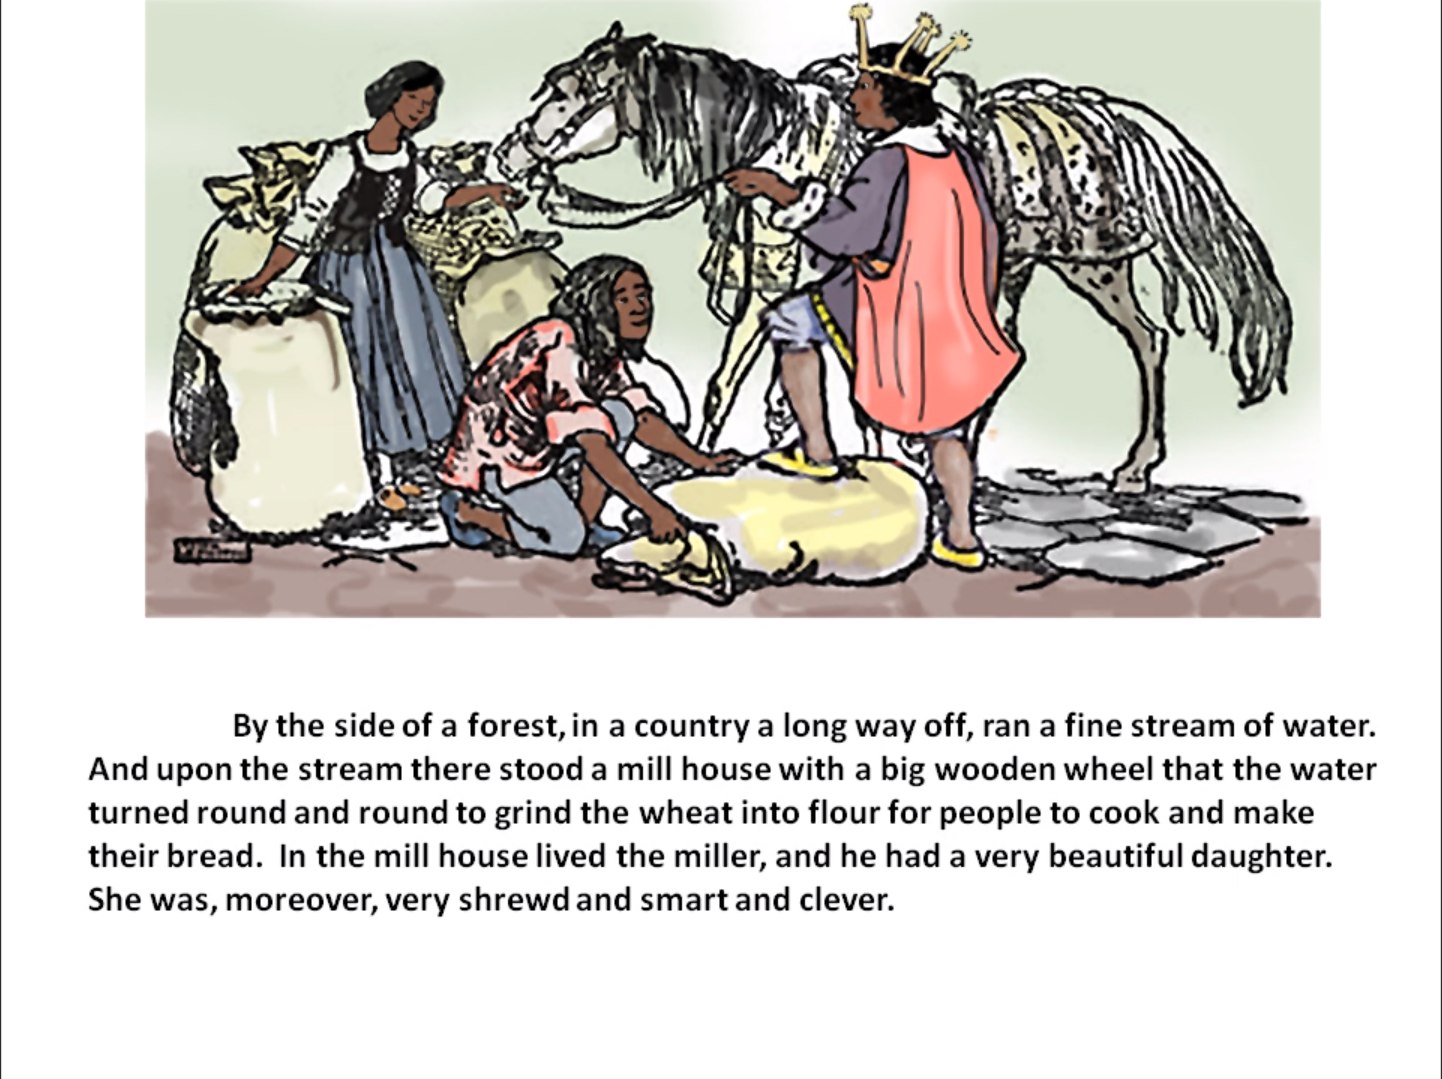 By the side of a forest, in a country a long way off, ran a fine stream of water.
And upon the stream there stood a mill house with a big wooden wheel that the water
turned round and round to grind the wheat into flour for people to cook and make
their bread.  In the mill house lived the miller, and he had a very beautiful daughter.
She was, moreover, very shrewd and smart and clever.